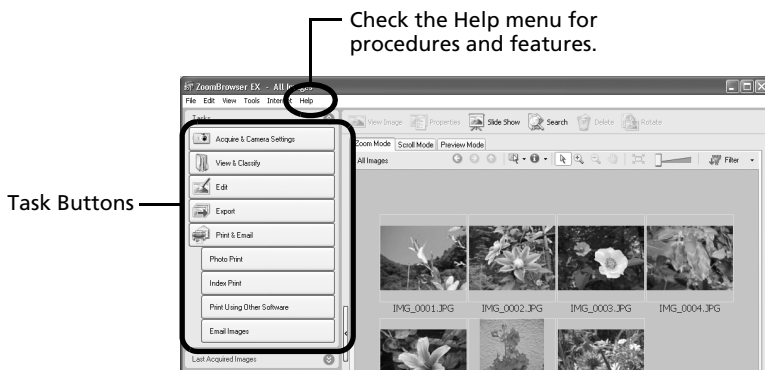 Check the Help menu for
procedures and features.
ZoomBrowser EX - All Images
File Edit View Tools Internet Help
Tasks
View Image Properties Slide Show Search Delete Rotate
Acquire & Camera Settings
Zoom Mode Scroll Mode Preview Mode
All Images
Filter
View & Classify
Task Buttons
Edit
Export
Print & Email
Photo Print
Index Print
IMG_0001.JPG IMG_0002.JPG IMG_0003.JPG IMG_0004.JPG
Print Using Other Software
Email Images
Last Acquired Images